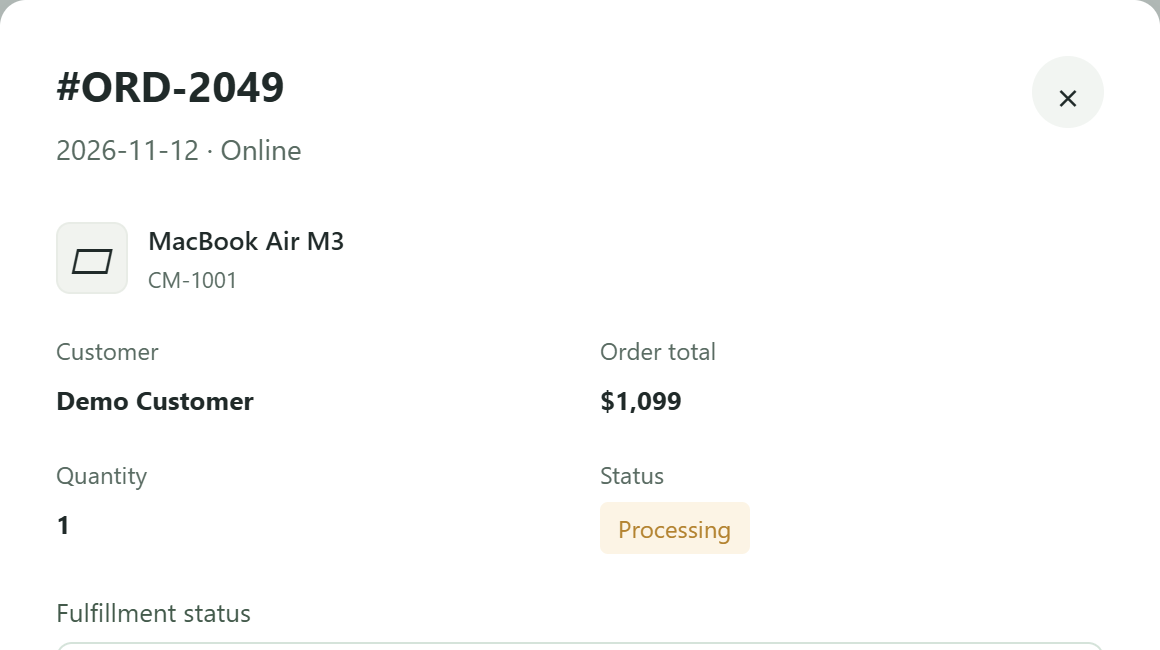 #ORD-2049
2026-11-12 · Online
MacBook Air M3
CM-1001
Customer
Order total
Demo Customer
$1,099
Quantity
Status
1
Processing
Fulfillment status